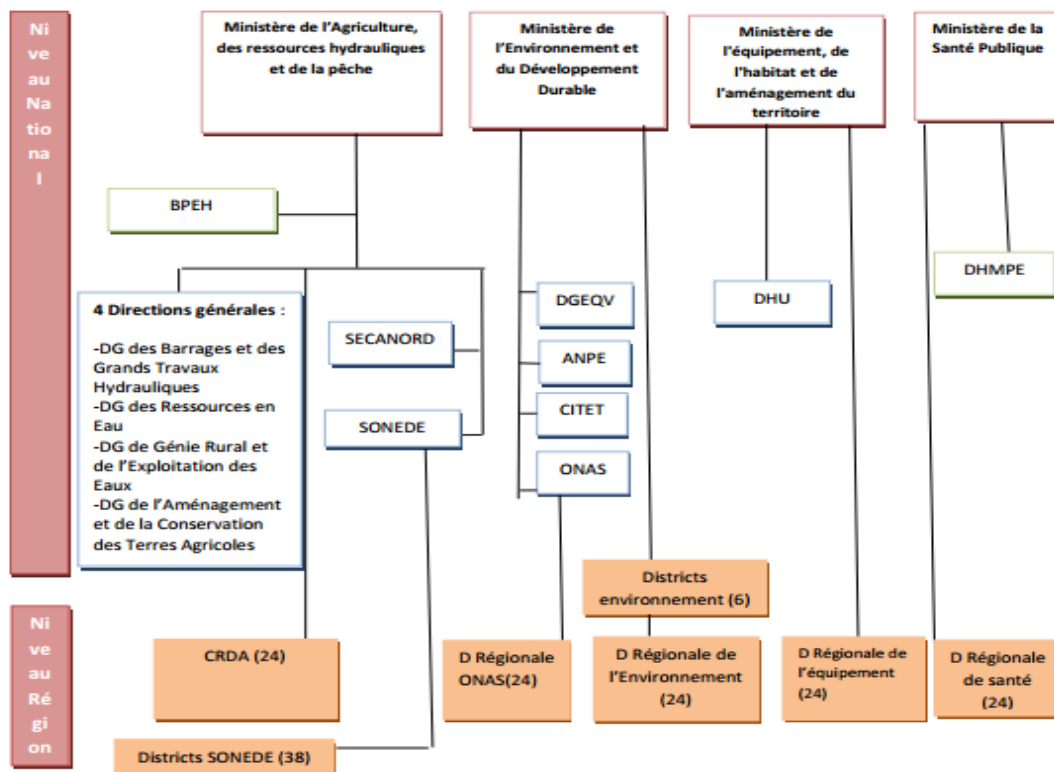 Ni
ve
au Na
tio
na
l
Ministère de l'Agriculture,
des ressources hydrauliques
et de la pêche
Ministère de
l'Environnement et
du Développement
Durable
Ministère de
l'équipement, de
l'habitat et de
l'aménagement du
territoire
Ministère de la
Santé Publique
BPEH
4 Directions générales :
-DG des Barrages et des
Grands Travaux
Hydrauliques
-DG des Ressources en
Eau
-DG de Génie Rural et
de l'Exploitation des
Eaux
-DG de l'Aménagement
et de la Conservation
des Terres Agricoles
SECANORD
SONEDE
DGEQV
ANPE
CITET
ONAS
DHU
DHMPE
Ni
ve
au Ré
gi
on
CRDA (24)
Districts SONEDE (38)
D Régionale
ONAS(24)
Districts
environnement (6)
D Régionale de
l'Environnement
(24)
D Régionale de
l'équipement
(24)
D Régionale
de santé
(24)